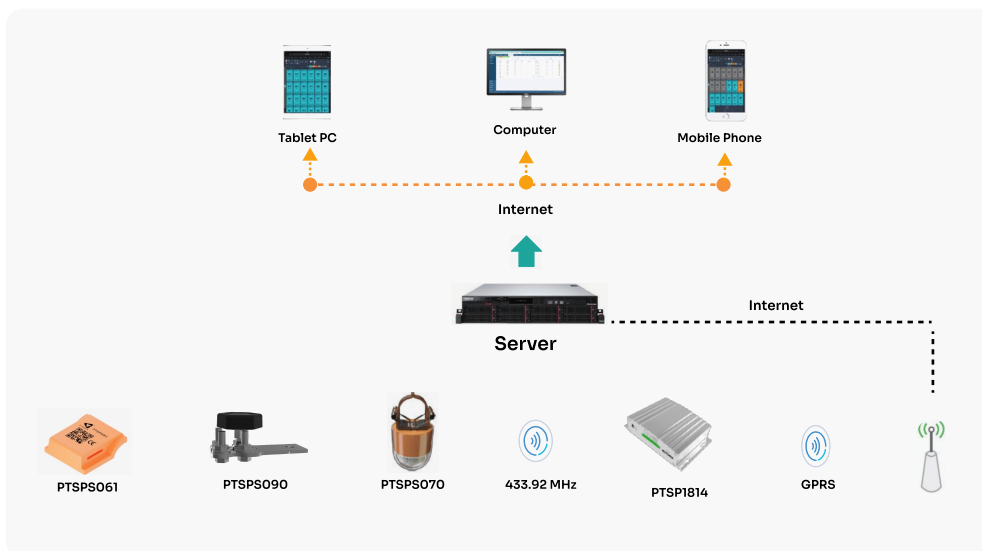 Tablet PC
Computer
Mobile Phone
Internet
Internet
Server
PTSPS061
PTSPS090
PTSPS070
433.92 MHz
PTSP1814
GPRS